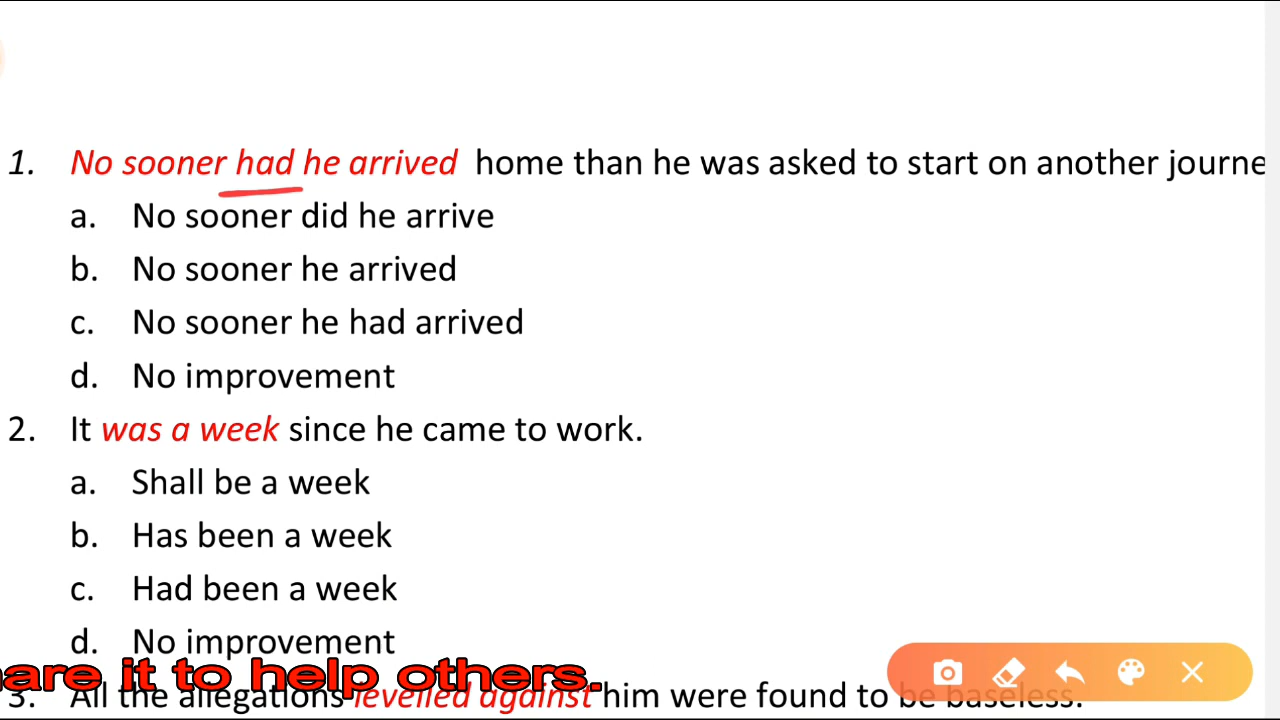 1. No sooner had he arrived home than he was asked to start on another journe
a. No sooner did he arrive
b. No sooner he arrived
c. No sooner he had arrived
d. No improvement
2. It was a week since he came to work.
a. Shall be a week
b. Has been a week
c. Had been a week
d. No improvement
are it to help others.
3. All the allegations levelled against him were found to be baseless.